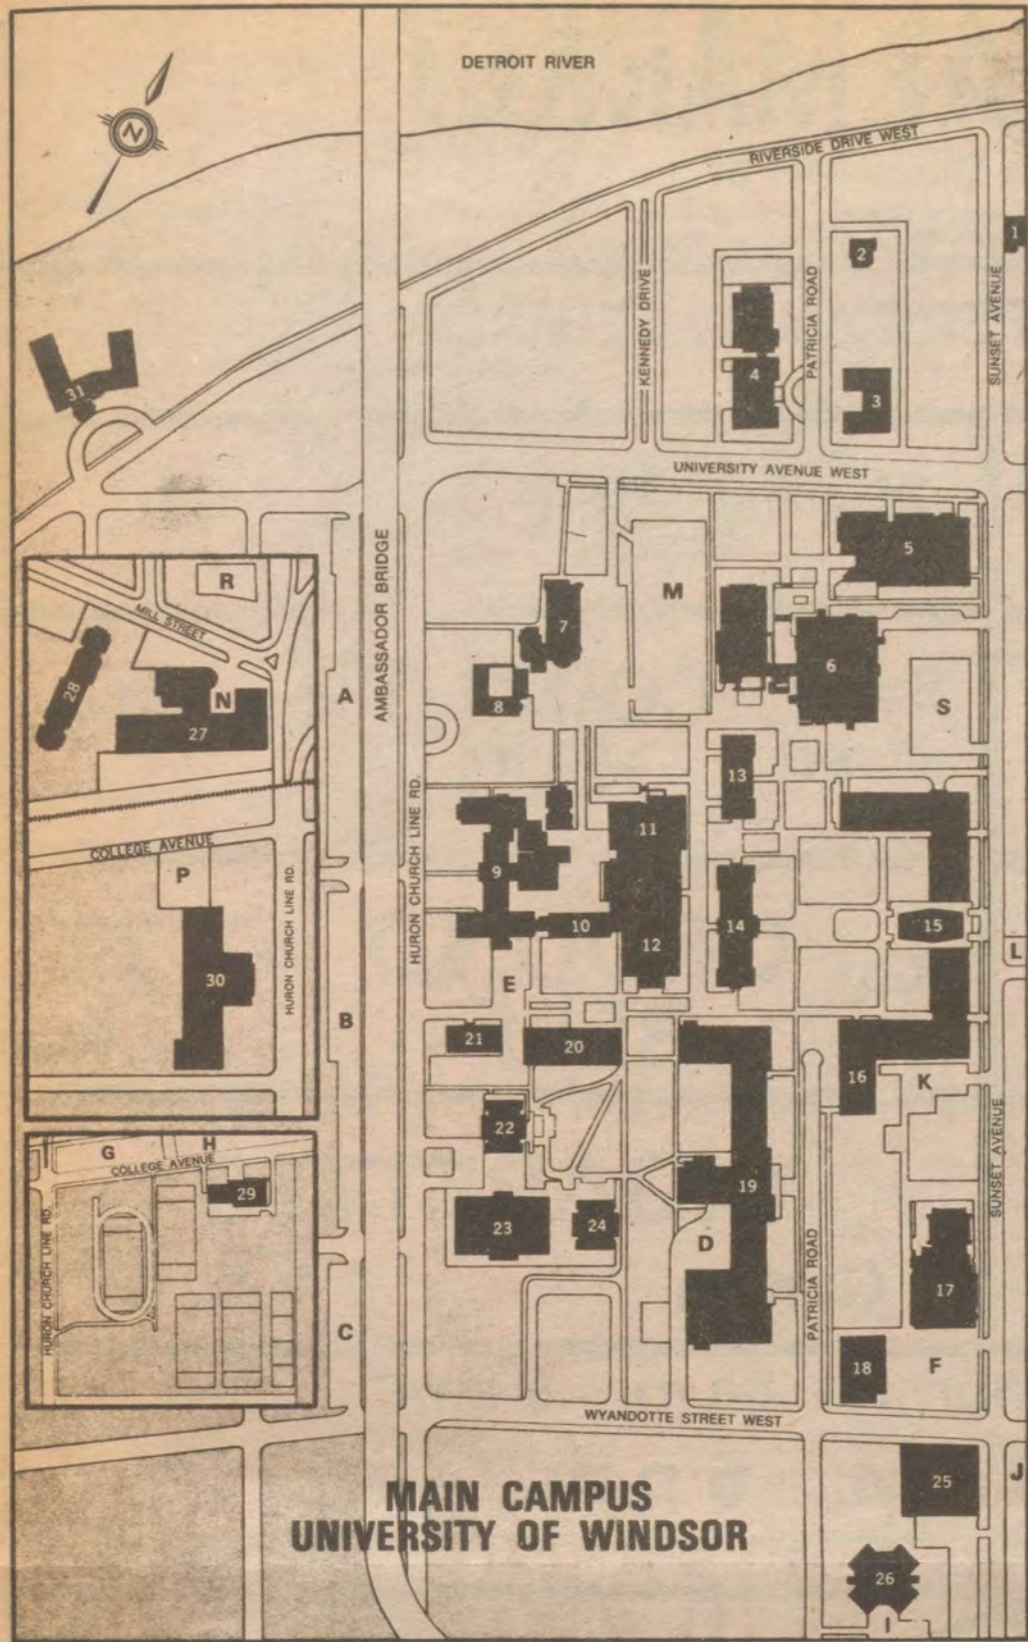 DETROIT RIVER
N
RIVERSIDE DRIVE WEST
1
2
KENNEDY DRIVE
PATRICIA ROAD
SUNSET AVENUE
31
4
3
UNIVERSITY AVENUE WEST
AMBASSADOR BRIDGE
5
R
M
MILL STREET
7
6
28
N
27
A
8
S
13
HURON CHURCH LINE RD.
11
COLLEGE AVENUE
P
9
HURON CHURCH LINE RD.
10
14
15
12
L
30
E
B
21
20
16
K
22
SUNSET AVENUE
G
H
COLLEGE AVENUE
29
19
23
24
D
HURON CHURCH LINE RD.
PATRICIA ROAD
17
C
18
F
WYANDOTTE STREET WEST
25
J
MAIN CAMPUS
UNIVERSITY OF WINDSOR
26
I